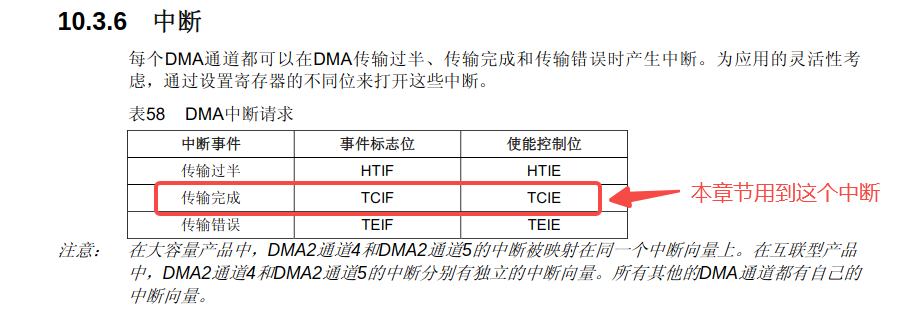 10.3.6 中断
每个DMA通道都可以在DMA传输过半、传输完成和传输错误时产生中断。为应用的灵活性考
虑，通过设置寄存器的不同位来打开这些中断。
表58 DMA中断请求
中断事件 事件标志位 使能控制位
传输过半 HTIF HTIE
传输完成 TCIF TCIE
本章节用到这个中断
传输错误 TEIF TEIE
注意： 在大容量产品中，DMA2通道4和DMA2通道5的中断被映射在同一个中断向量上。在互联型产品
中，DMA2通道4和DMA2通道5的中断分别有独立的中断向量。所有其他的DMA通道都有自己的
中断向量。